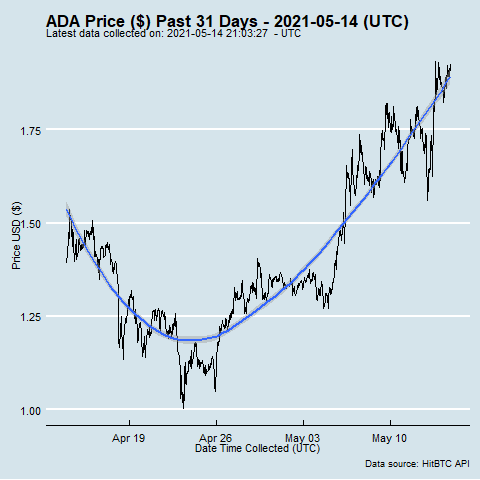 ADA Price ($) Past 31 Days - 2021-05-14 (UTC)
Latest data collected on: 2021-05-14 21:03:27 - UTC
Price USD ($)
1.75
1.50
1.25
1.00
Apr 19 Apr 26 May 03 May 10
Date Time Collected (UTC)
Data source: HitBTC API